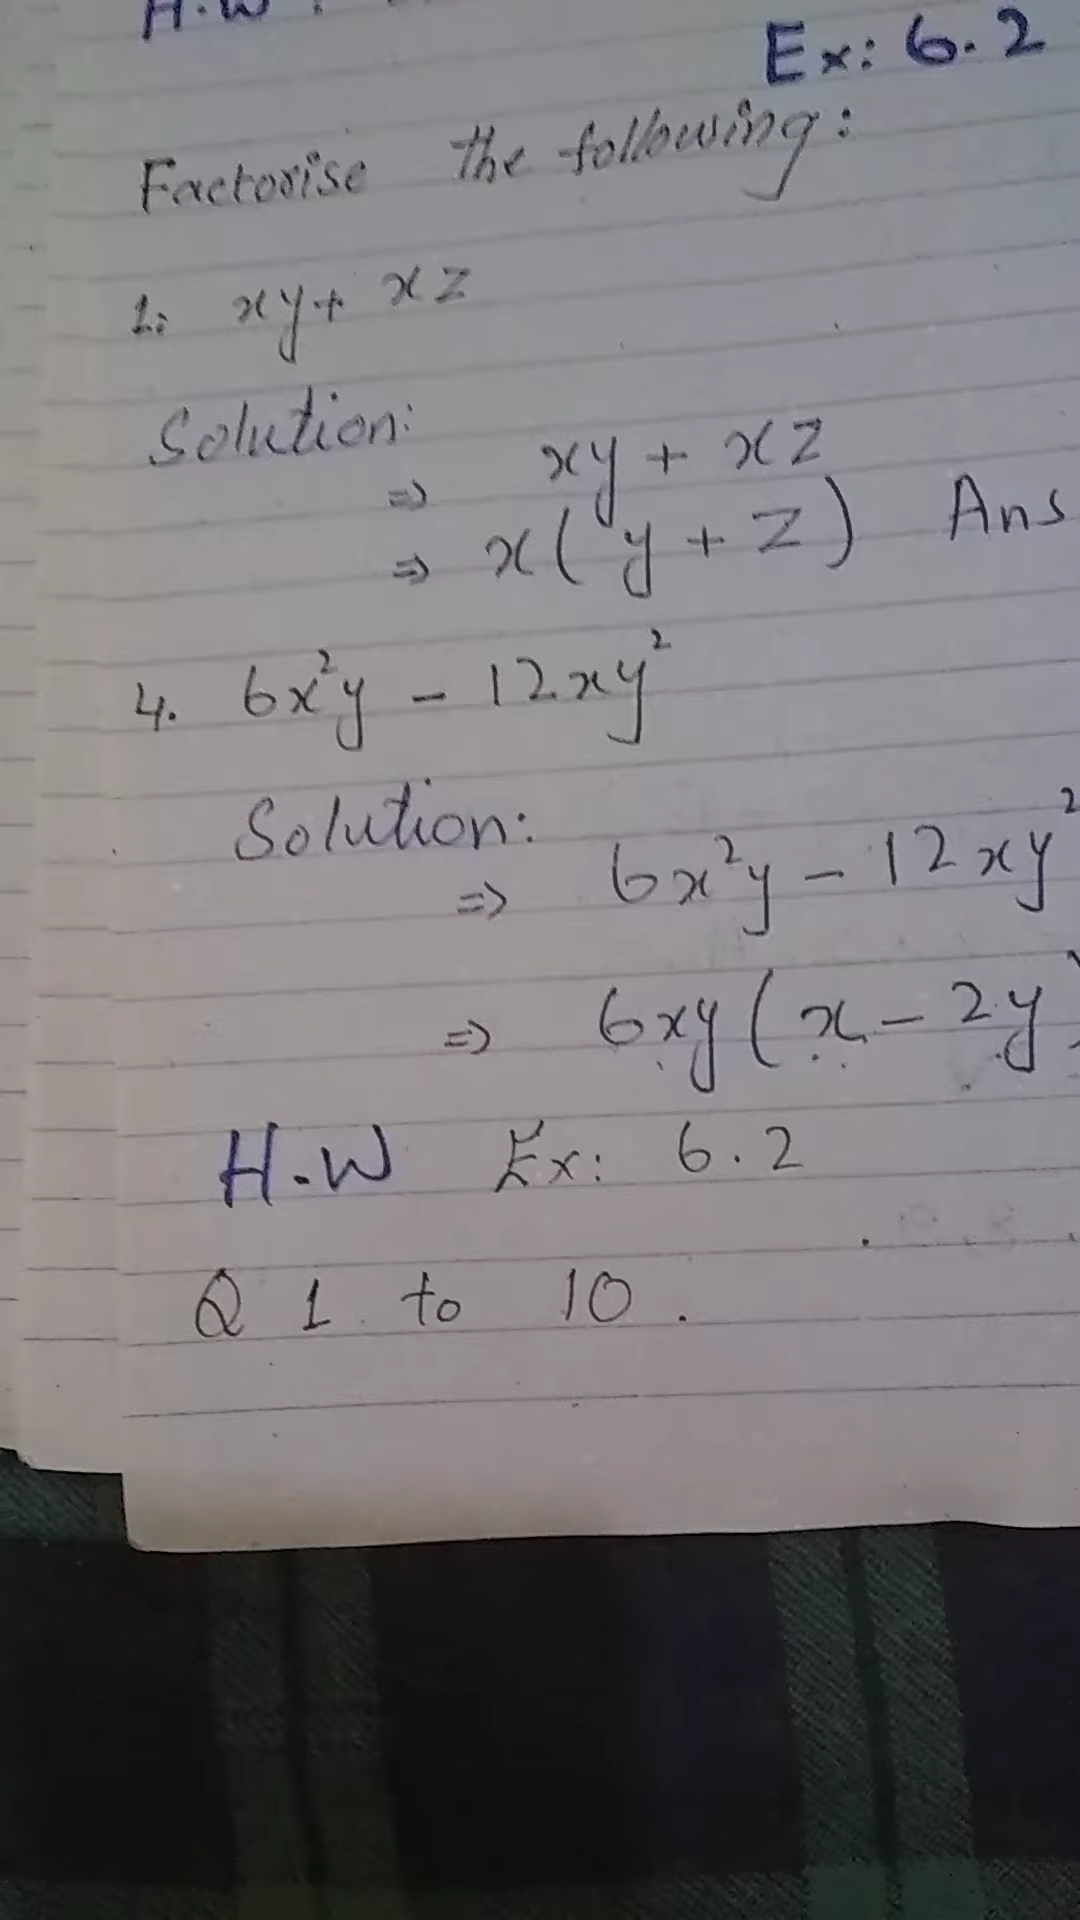 H.W
Ex: 6.2
Factorise the following:
1. xy + xz
Solution:
⇒ xy + xz
⇒ x(y + z) Ans
4. 6x²y - 12xy²
Solution:
⇒ 6x²y - 12xy²
⇒ 6xy(x - 2y)
H.W Ex: 6.2
Q 1 to 10.